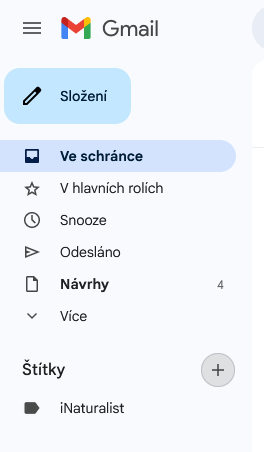 Gmail
Složení
Ve schránce
V hlavních rolích
Snooze
Odesláno
Návrhy 4
Více
Štítky
iNaturalist